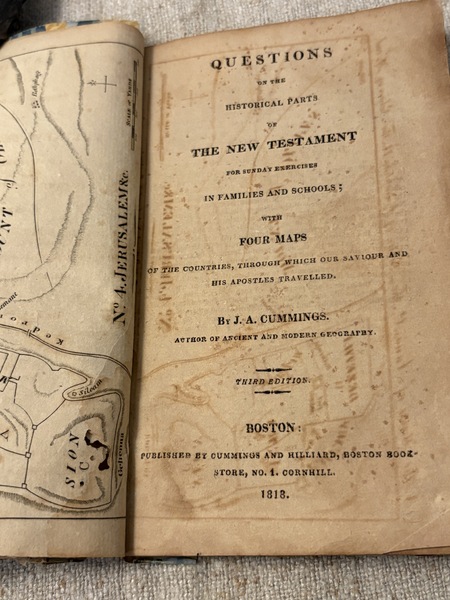 QUESTIONS
ON THE
HISTORICAL PARTS
OF
THE NEW TESTAMENT
FOR SUNDAY EXERCISES
IN FAMILIES AND SCHOOLS;
WITH
FOUR MAPS
OF THE COUNTRIES, THROUGH WHICH OUR SAVIOUR AND
HIS APOSTLES TRAVELLED.
BY J. A. CUMMINGS.
AUTHOR OF ANCIENT AND MODERN GEOGRAPHY.
THIRD EDITION.
BOSTON:
PUBLISHED BY CUMMINGS AND HILLIARD, BOSTON BOOK-
STORE, NO. 1. CORNHILL.
1818.
No. 4. JERUSALEM &c.
Siloam
SION
C